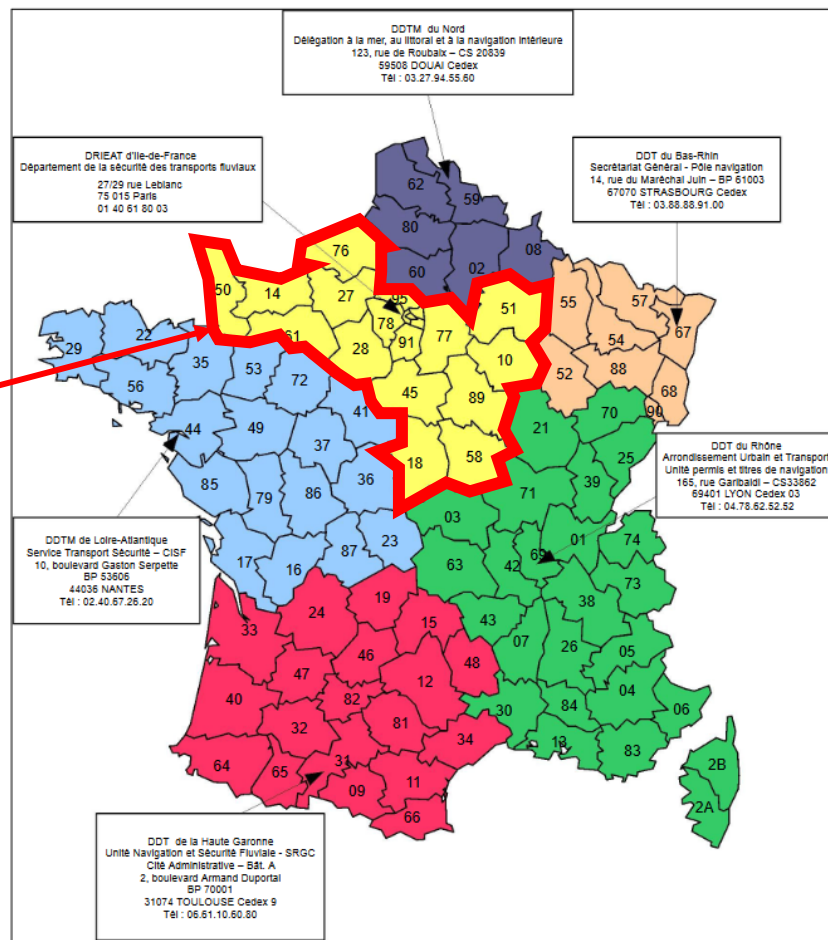 DDTM du Nord
Délégation à la mer, au littoral et à la navigation intérieure
123, rue de Roubaix – CS 20839
59508 DOUAI Cedex
Tél : 03.27.94.55.60
DRIEAT d'Ile-de-France
Département de la sécurité des transports fluviaux
27/29 rue Leblanc
75 015 Paris
01 40 61 80 03
DDT du Bas-Rhin
Secrétariat Général - Pôle navigation
14, rue du Maréchal Juin – BP 61003
67070 STRASBOURG Cedex
Tél : 03.88.88.91.00
62
59
80
76
60
02
08
50
14
27
95
51
55
57
67
61
78
91
77
54
28
10
88
68
52
90
29
22
35
53
72
56
45
89
41
70
21
44
49
37
18
58
25
36
39
71
85
79
86
DDT du Rhône
Arrondissement Urbain et Transport
Unité permis et titres de navigation
165, rue Garibaldi – CS33862
69401 LYON Cedex 03
Tél : 04.78.62.52.52
03
01
74
DDTM de Loire-Atlantique
Service Transport Sécurité – CISF
10, boulevard Gaston Serpette
BP 53606
44036 NANTES
Tél : 02.40.67.26.20
17
16
87
23
63
42
69
73
38
19
24
15
43
33
07
26
05
46
48
47
12
04
40
82
30
84
06
32
81
34
13
83
64
65
31
09
11
66
2B
2A
DDT de la Haute Garonne
Unité Navigation et Sécurité Fluviale - SRGC
Cité Administrative – Bât. A
2, boulevard Armand Duportal
BP 70001
31074 TOULOUSE Cedex 9
Tél : 06.61.10.60.80